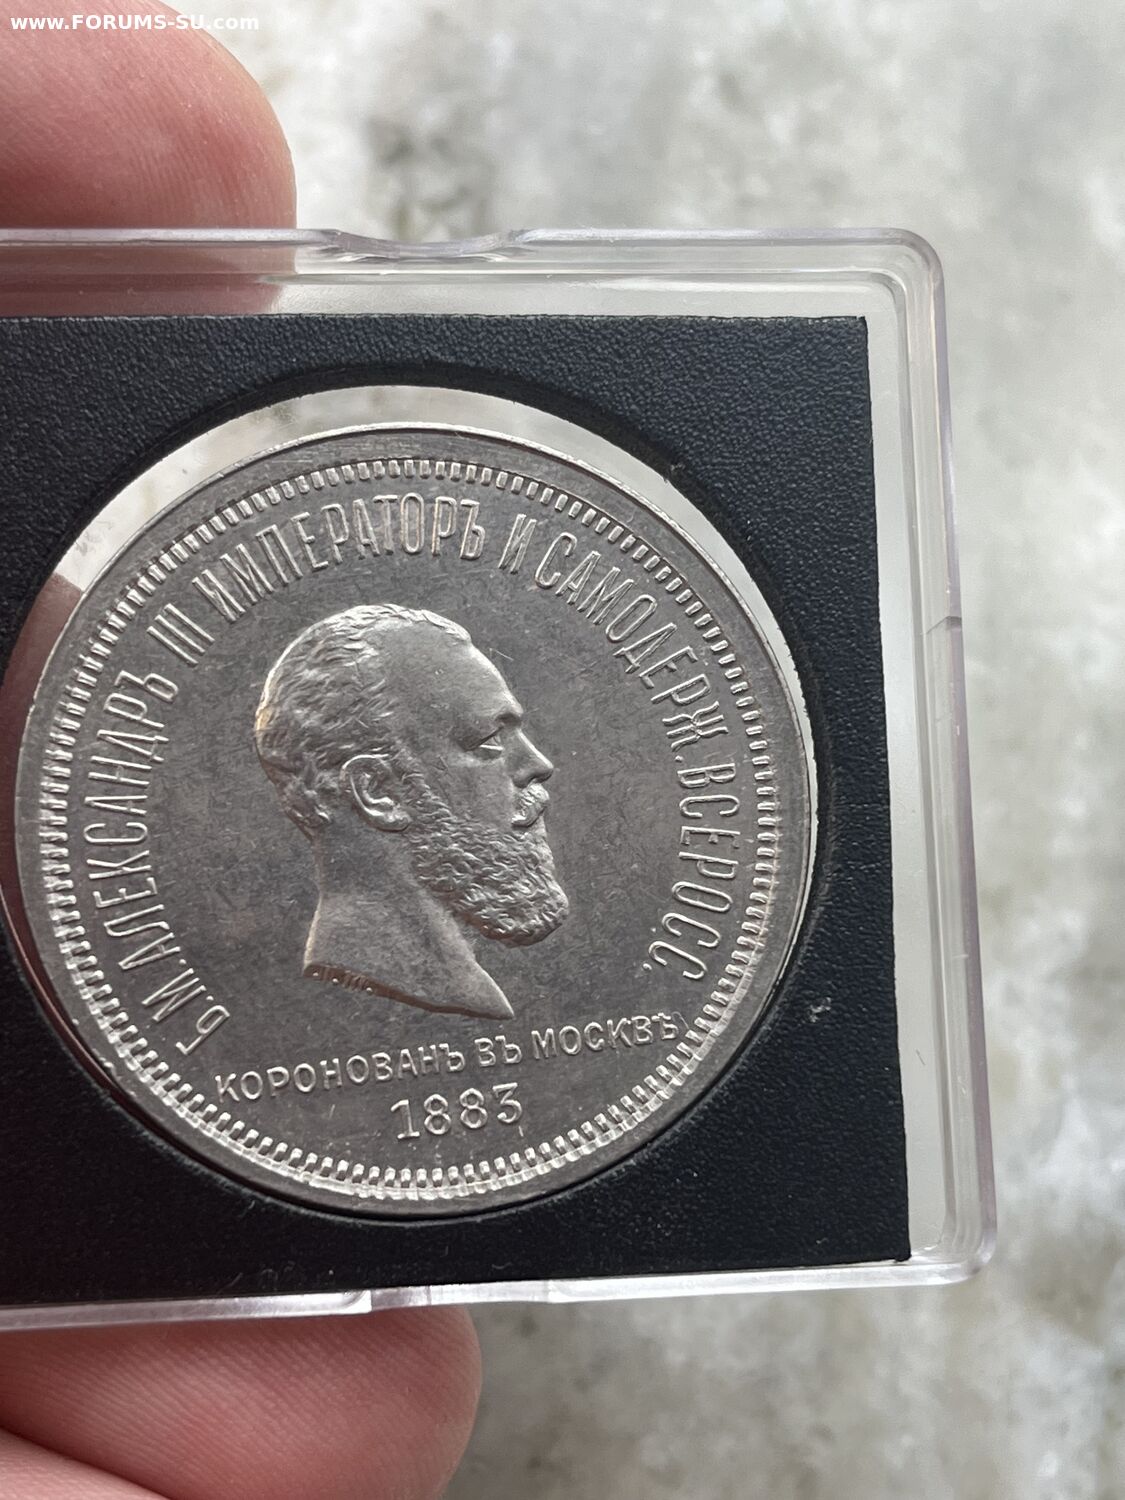 www.FORUMS-SU.com
Б.М.АЛЕКСАНДРЪ III ИМПЕРАТОРЪ И САМОДЕРЖ.ВСЕРОСС.
КОРОНОВАНЪ ВЪ МОСКВѢ
1883